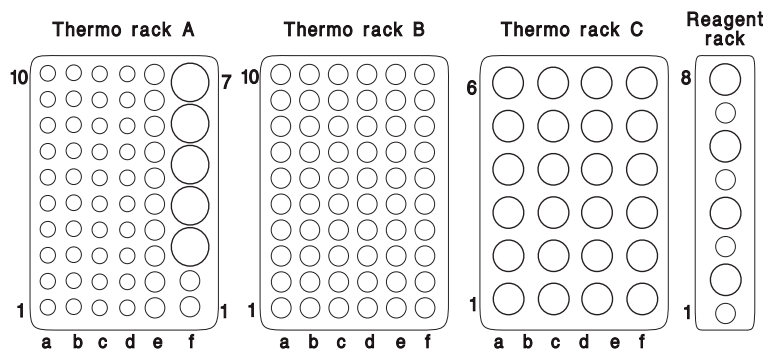 Thermo rack A
Thermo rack B
Thermo rack C
Reagent
rack
10
7
10
6
8
1
1
1
1
1
a b c d e f
a b c d e f
a b c d e f